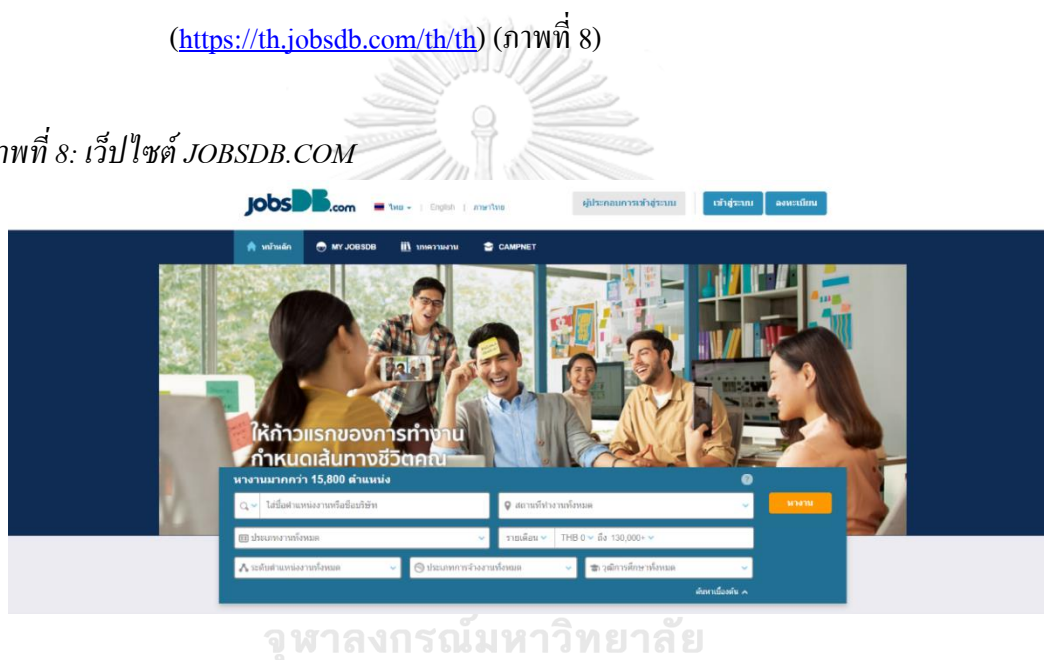 (https://th.jobsdb.com/th/th) (ภาพที่ 8)
าพที่ 8: เว็ปไซต์ JOBSDB.COM
jobsDB.com ไทย | English | ภาษาไทย ผู้ประกอบการเข้าสู่ระบบ เข้าสู่ระบบ ลงทะเบียน
หน้าหลัก MY JOBSDB บทความงาน CAMPNET
ให้ก้าวแรกของการทำงาน
กำหนดเส้นทางชีวิตคุณ
หางานมากกว่า 15,800 ตำแหน่ง
ใส่ชื่อตำแหน่งงานหรือชื่อบริษัท สถานที่ทำงานทั้งหมด หางาน
ประเภทงานทั้งหมด รายเดือน THB 0 ถึง 130,000+
ระดับตำแหน่งงานทั้งหมด ประเภทการจ้างงานทั้งหมด วุฒิการศึกษาทั้งหมด
ค้นหาเบื้องต้น
จุฬาลงกรณ์มหาวิทยาลัย